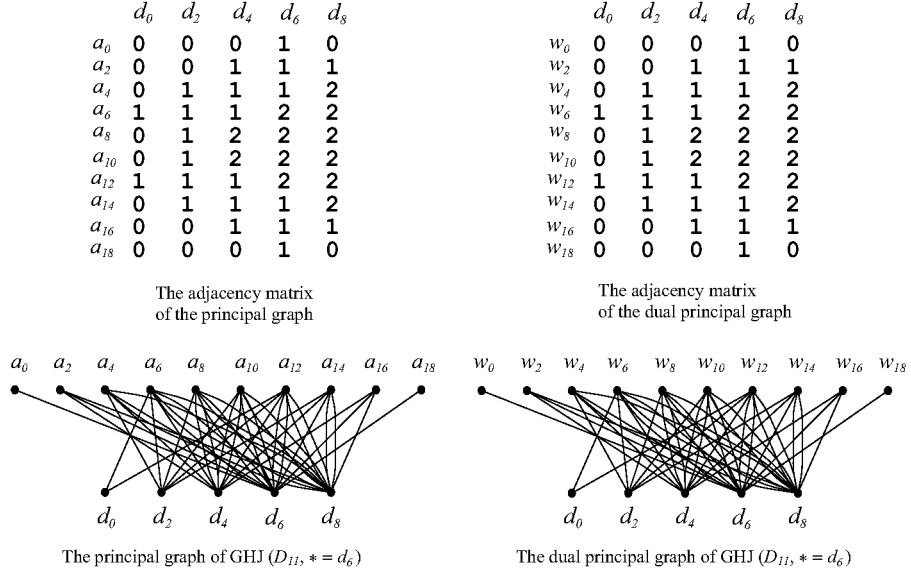 d0 d2 d4 d6 d8
a0 0 0 0 1 0
a2 0 0 1 1 1
a4 0 1 1 1 2
a6 1 1 1 2 2
a8 0 1 2 2 2
a10 0 1 2 2 2
a12 1 1 1 2 2
a14 0 1 1 1 2
a16 0 0 1 1 1
a18 0 0 0 1 0
The adjacency matrix
of the principal graph
d0 d2 d4 d6 d8
w0 0 0 0 1 0
w2 0 0 1 1 1
w4 0 1 1 1 2
w6 1 1 1 2 2
w8 0 1 2 2 2
w10 0 1 2 2 2
w12 1 1 1 2 2
w14 0 1 1 1 2
w16 0 0 1 1 1
w18 0 0 0 1 0
The adjacency matrix
of the dual principal graph
a0 a2 a4 a6 a8 a10 a12 a14 a16 a18
d0 d2 d4 d6 d8
The principal graph of GHJ (D11, * = d6)
w0 w2 w4 w6 w8 w10 w12 w14 w16 w18
d0 d2 d4 d6 d8
The dual principal graph of GHJ (D11, * = d6)